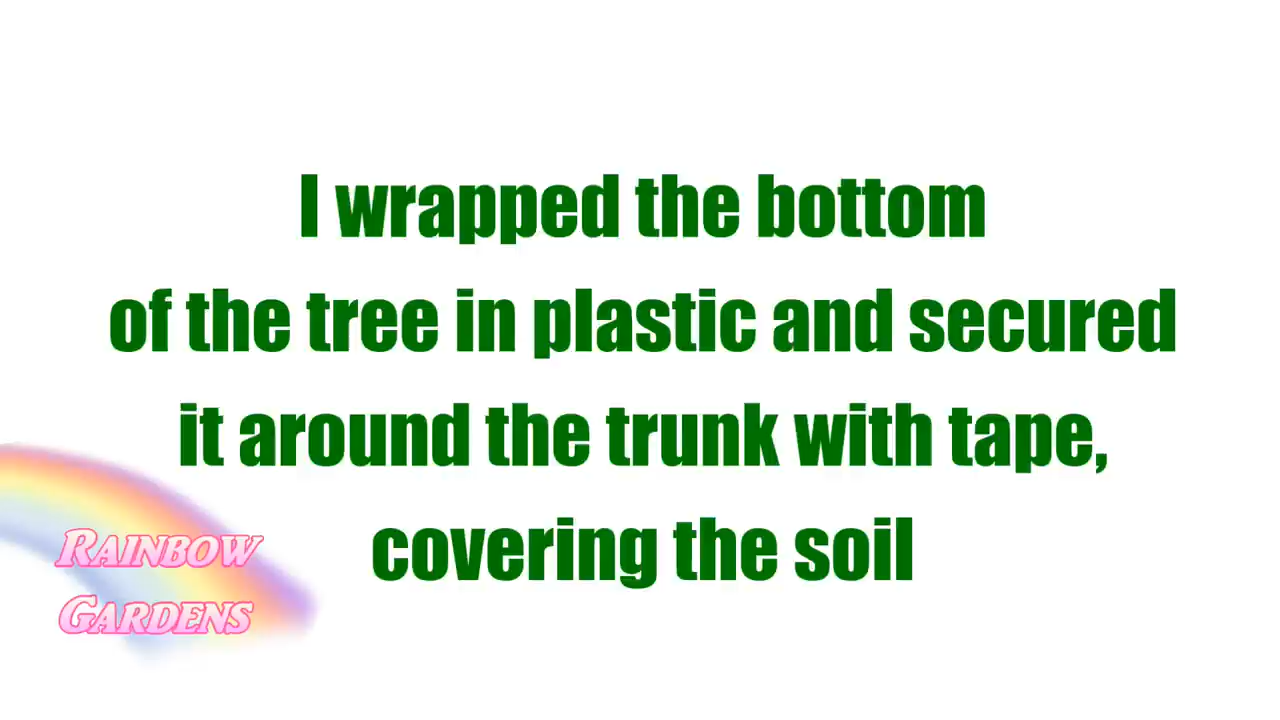 I wrapped the bottom
of the tree in plastic and secured
it around the trunk with tape,
covering the soil
RAINBOW
GARDENS